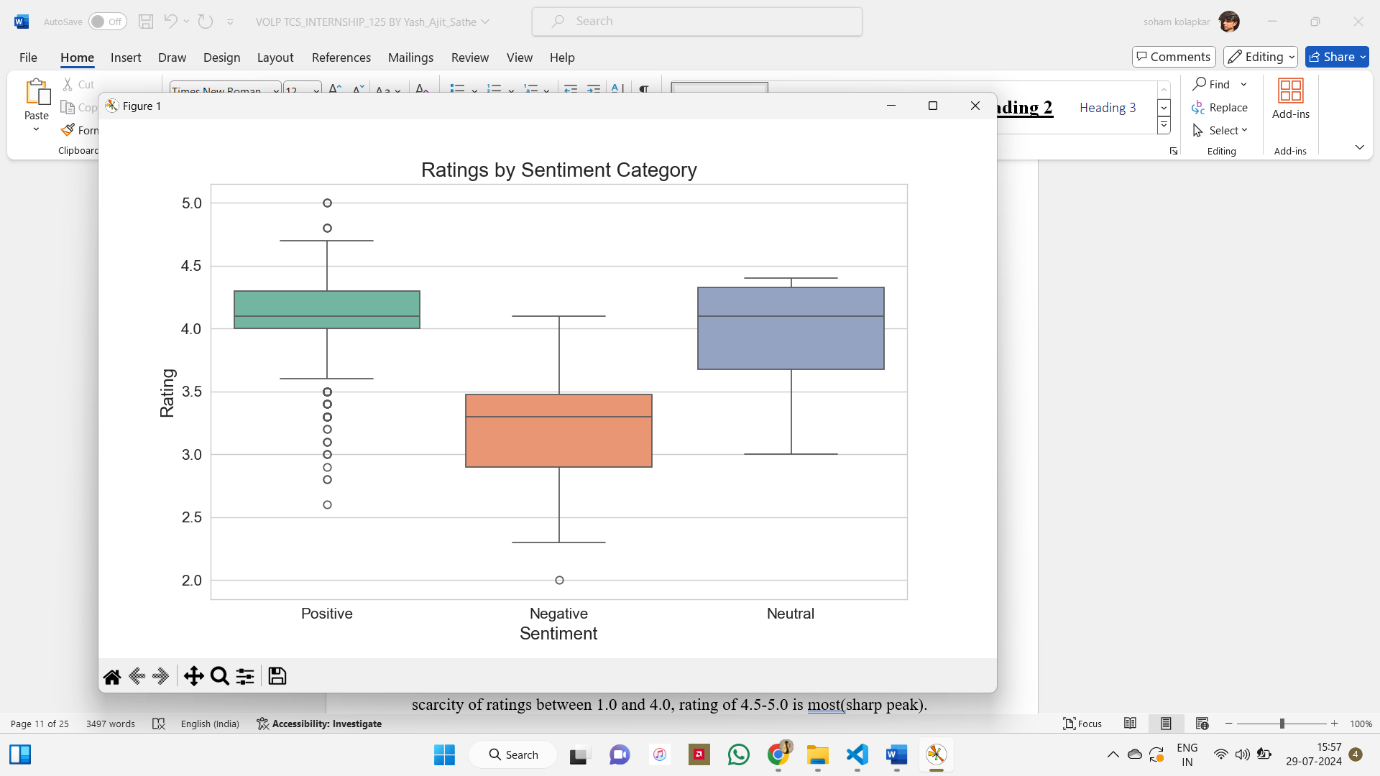 AutoSave Off VOLP TCS_INTERNSHIP_125 BY Yash_Ajit_Sathe Search soham kolapkar
File Home Insert Draw Design Layout References Mailings Review View Help Comments Editing Share
Paste Cut Times New Roman 12 Heading 3 Find
Replace
Select
Add-ins
Clipboard Editing Add-ins
Figure 1
Ratings by Sentiment Category
5.0
4.5
4.0
3.5
3.0
2.5
2.0
Rating
Positive Negative Neutral
Sentiment
scarcity of ratings between 1.0 and 4.0, rating of 4.5-5.0 is most(sharp peak).
Page 11 of 25 3497 words English (India) Accessibility: Investigate Focus 100%
Search ENG 15:57
IN 29-07-2024 4